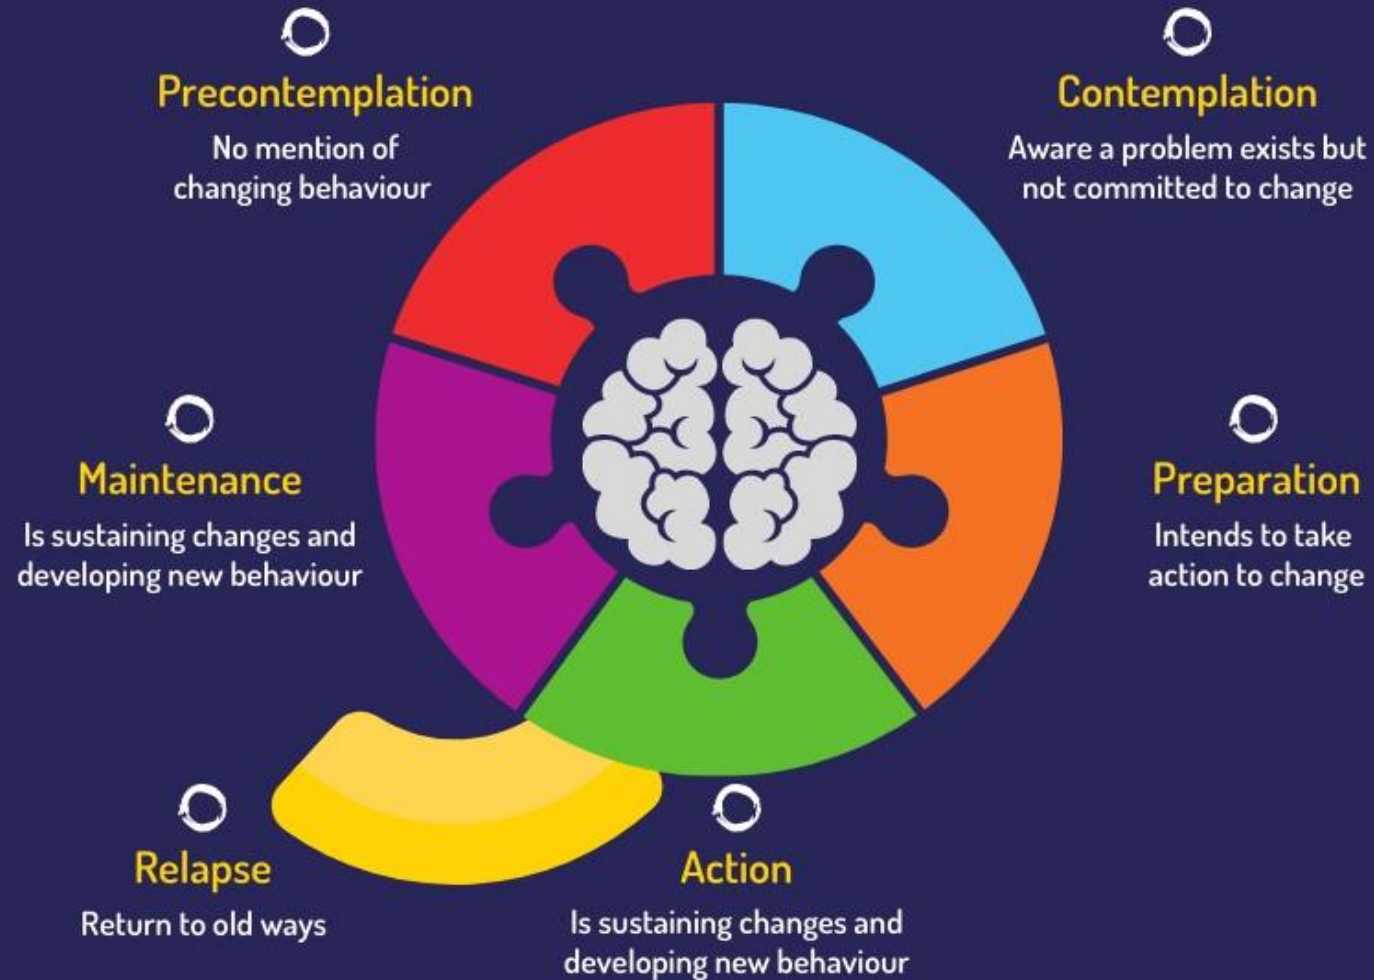 Precontemplation
No mention of
changing behaviour
Contemplation
Aware a problem exists but
not committed to change
Maintenance
Is sustaining changes and
developing new behaviour
Preparation
Intends to take
action to change
Relapse
Return to old ways
Action
Is sustaining changes and
developing new behaviour